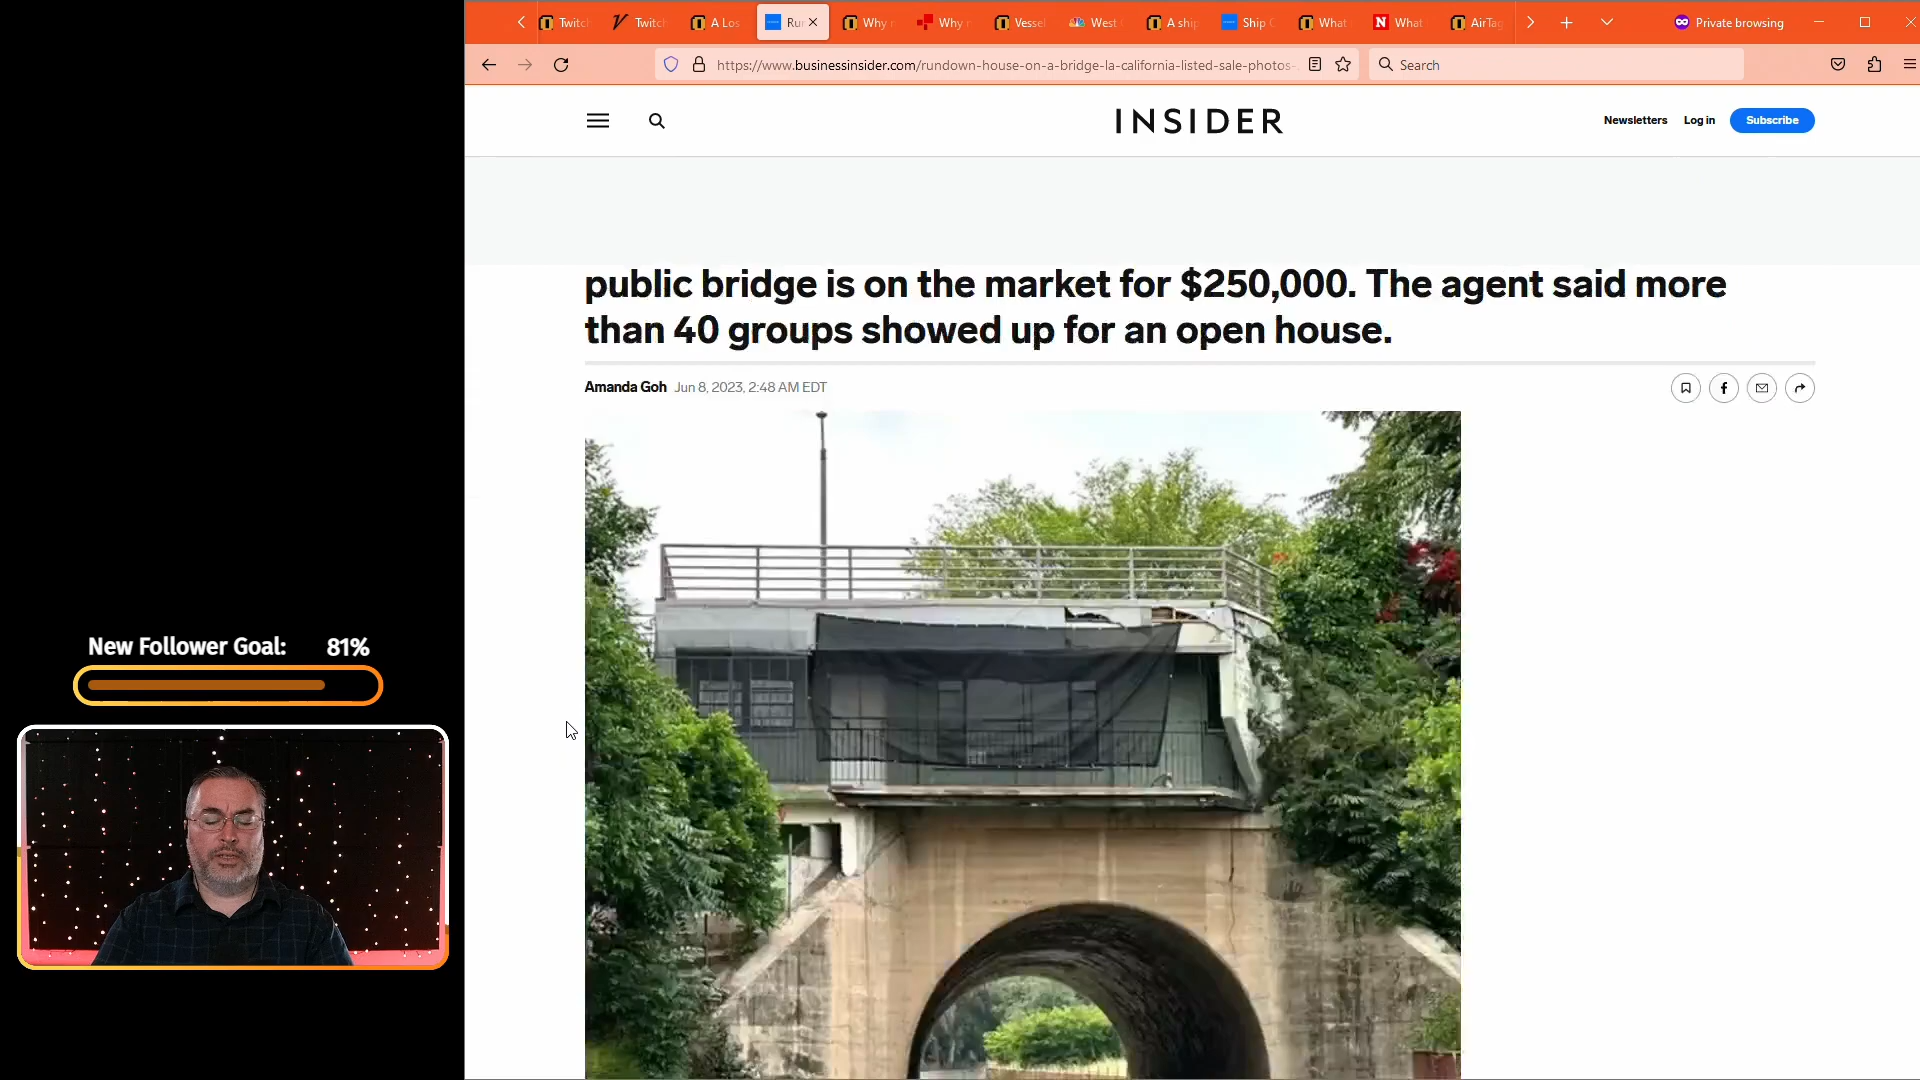 Twitch
Twitch
A Los
Ru
Why
Why
Vessel
West
A ship
Ship
What
What
AirTag
Private browsing
https://www.businessinsider.com/rundown-house-on-a-bridge-la-california-listed-sale-photos-
Search
INSIDER
Newsletters
Log in
Subscribe
public bridge is on the market for $250,000. The agent said more
than 40 groups showed up for an open house.
Amanda Goh Jun 8, 2023, 2:48 AM EDT
New Follower Goal: 81%